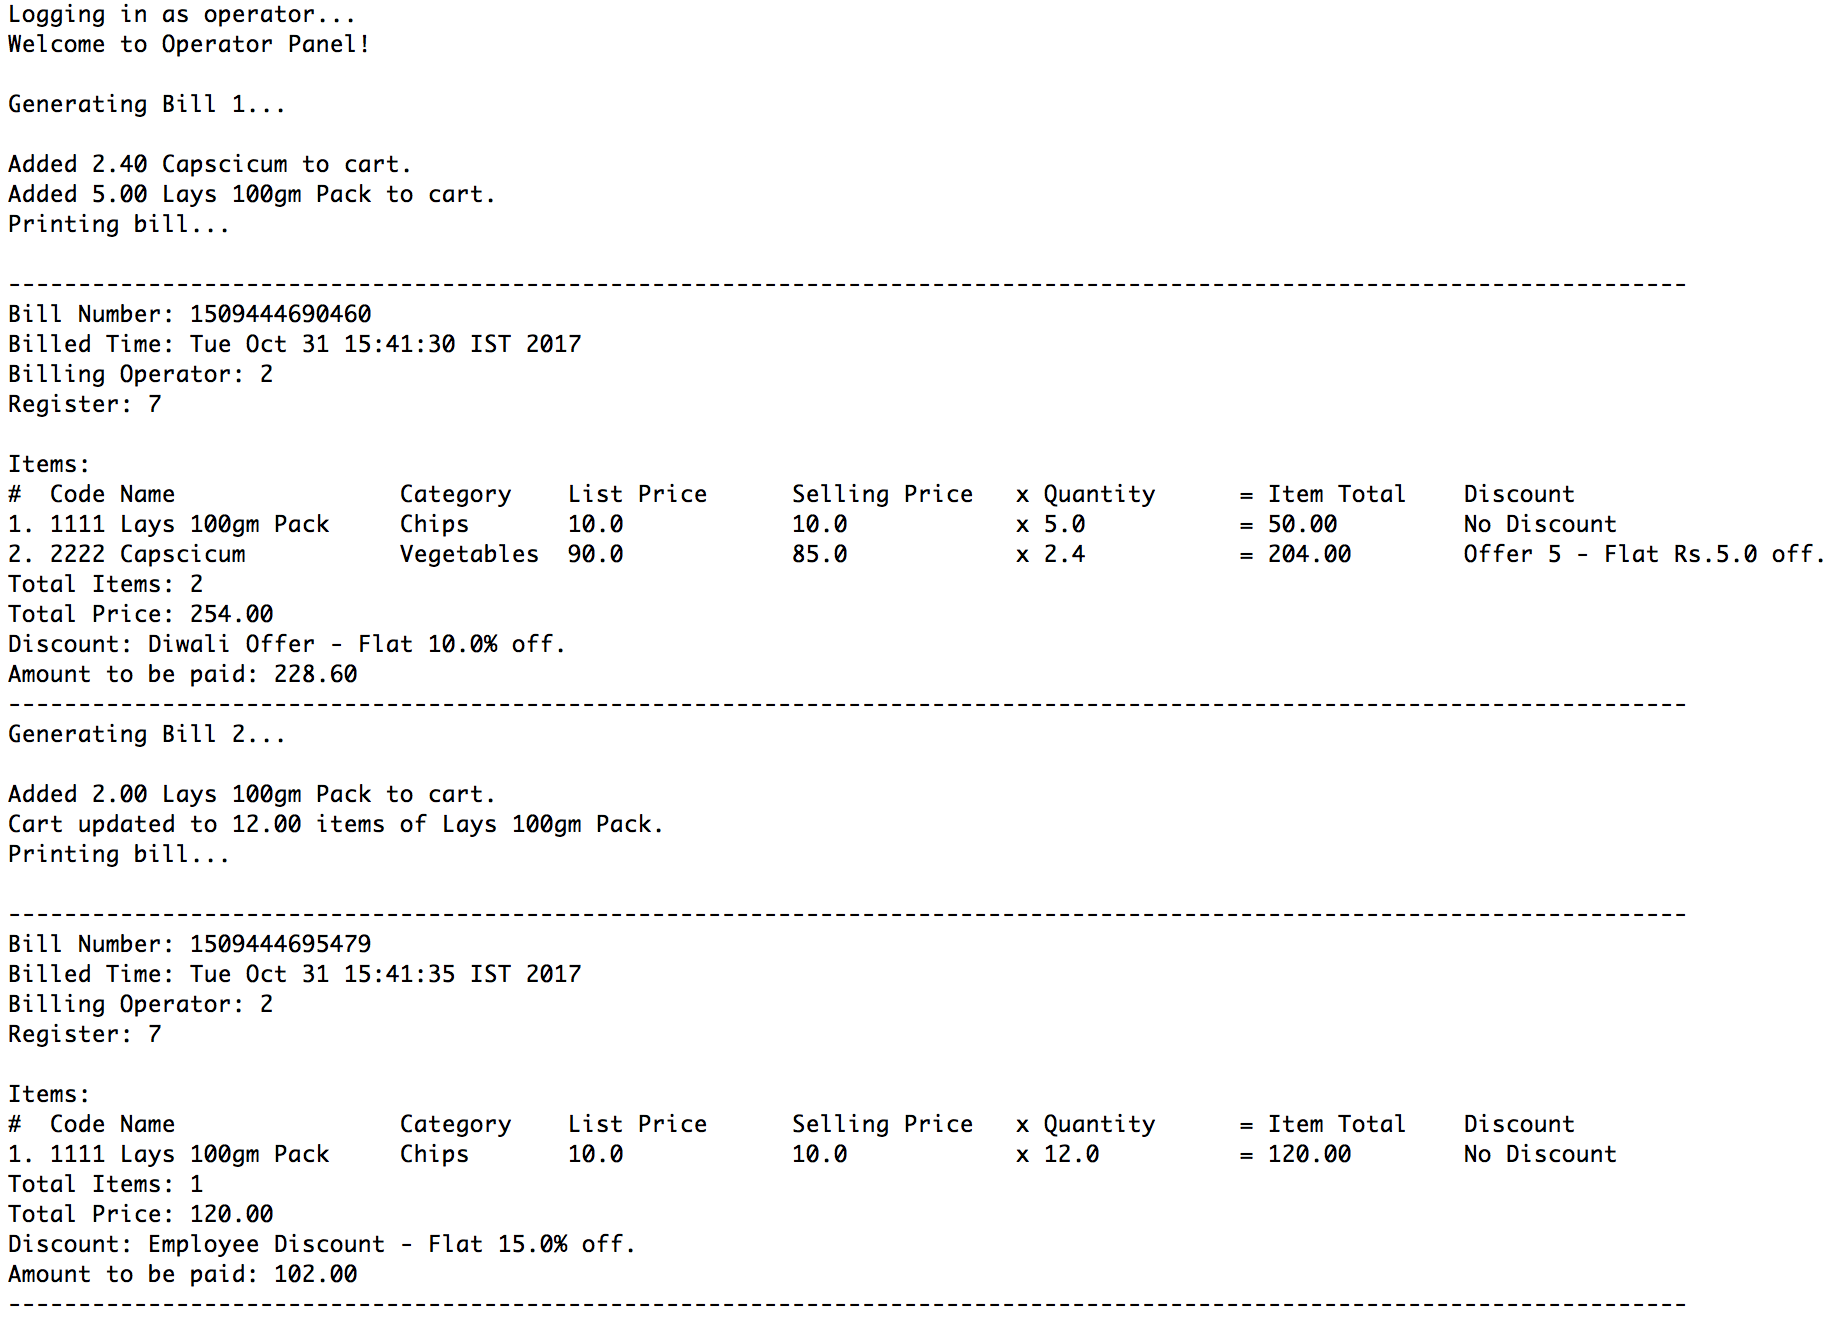 Logging in as operator...
Welcome to Operator Panel!

Generating Bill 1...

Added 2.40 Capscicum to cart.
Added 5.00 Lays 100gm Pack to cart.
Printing bill...

------------------------------------------------------------------------------------------------------------------------
Bill Number: 1509444690460
Billed Time: Tue Oct 31 15:41:30 IST 2017
Billing Operator: 2
Register: 7

Items:
#  Code Name                Category    List Price      Selling Price   x Quantity      = Item Total    Discount
1. 1111 Lays 100gm Pack     Chips       10.0            10.0            x 5.0           = 50.00         No Discount
2. 2222 Capscicum           Vegetables  90.0            85.0            x 2.4           = 204.00        Offer 5 - Flat Rs.5.0 off.
Total Items: 2
Total Price: 254.00
Discount: Diwali Offer - Flat 10.0% off.
Amount to be paid: 228.60
------------------------------------------------------------------------------------------------------------------------
Generating Bill 2...

Added 2.00 Lays 100gm Pack to cart.
Cart updated to 12.00 items of Lays 100gm Pack.
Printing bill...

------------------------------------------------------------------------------------------------------------------------
Bill Number: 1509444695479
Billed Time: Tue Oct 31 15:41:35 IST 2017
Billing Operator: 2
Register: 7

Items:
#  Code Name                Category    List Price      Selling Price   x Quantity      = Item Total    Discount
1. 1111 Lays 100gm Pack     Chips       10.0            10.0            x 12.0          = 120.00        No Discount
Total Items: 1
Total Price: 120.00
Discount: Employee Discount - Flat 15.0% off.
Amount to be paid: 102.00
------------------------------------------------------------------------------------------------------------------------